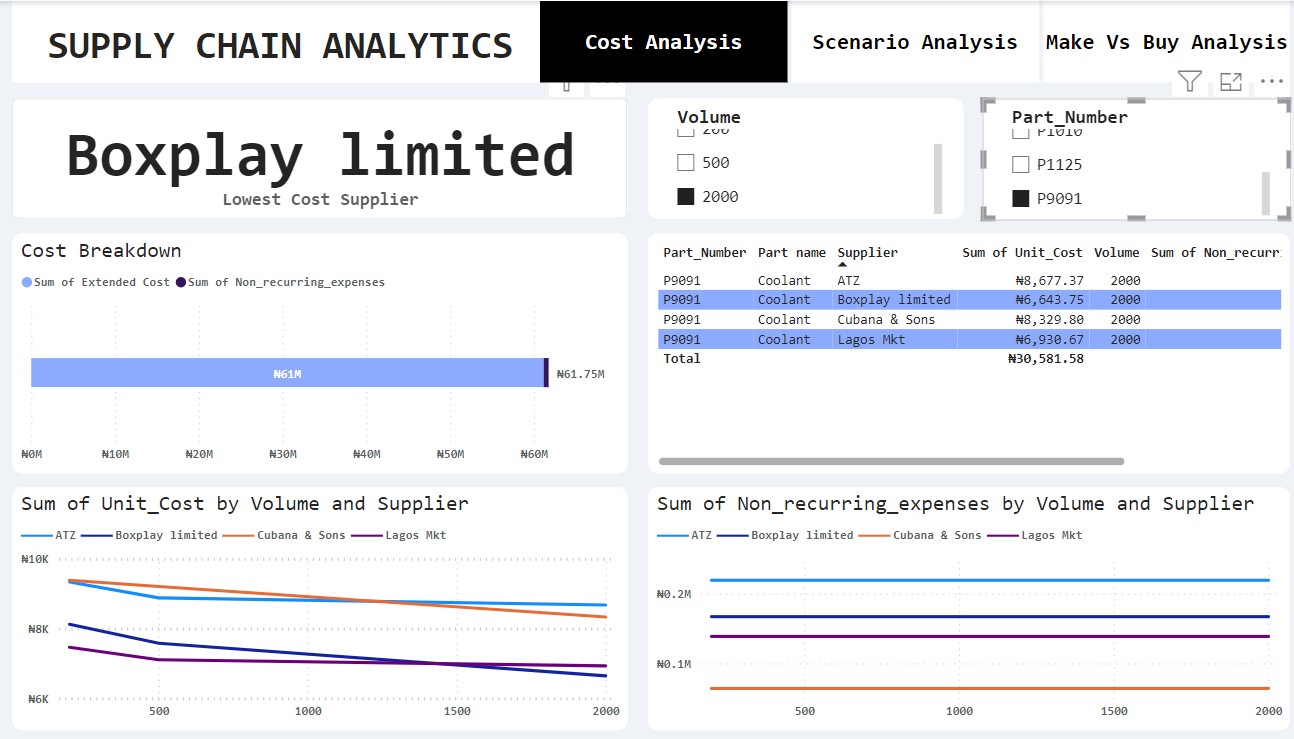 SUPPLY CHAIN ANALYTICS
Cost Analysis
Scenario Analysis
Make Vs Buy Analysis
Boxplay limited
Lowest Cost Supplier
Volume
200
500
2000
Part_Number
P1010
P1125
P9091
Cost Breakdown
Sum of Extended Cost Sum of Non_recurring_expenses
₦61M ₦61.75M
₦0M ₦10M ₦20M ₦30M ₦40M ₦50M ₦60M
Part_Number Part name Supplier Sum of Unit_Cost Volume Sum of Non_recurr
P9091 Coolant ATZ ₦8,677.37 2000
P9091 Coolant Boxplay limited ₦6,643.75 2000
P9091 Coolant Cubana & Sons ₦8,329.80 2000
P9091 Coolant Lagos Mkt ₦6,930.67 2000
Total ₦30,581.58
Sum of Unit_Cost by Volume and Supplier
ATZ Boxplay limited Cubana & Sons Lagos Mkt
₦10K
₦8K
₦6K
500 1000 1500 2000
Sum of Non_recurring_expenses by Volume and Supplier
ATZ Boxplay limited Cubana & Sons Lagos Mkt
₦0.2M
₦0.1M
500 1000 1500 2000